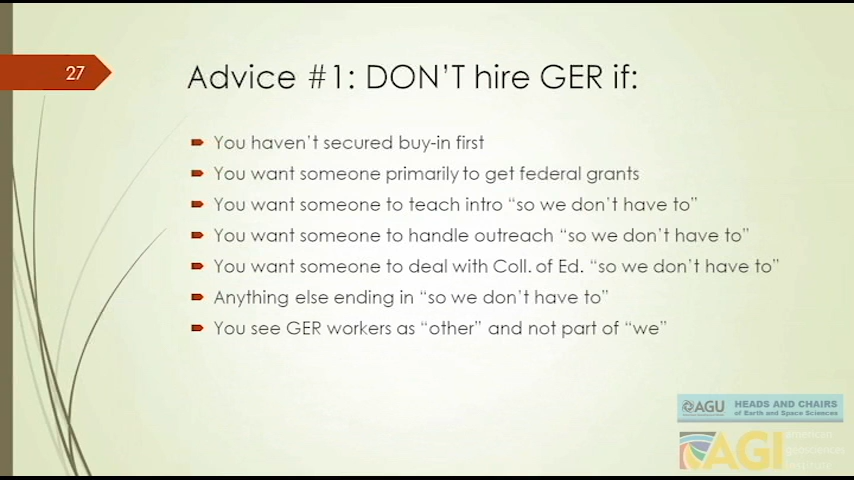 27
Advice #1: DON'T hire GER if:
You haven't secured buy-in first
You want someone primarily to get federal grants
You want someone to teach intro “so we don't have to”
You want someone to handle outreach “so we don't have to”
You want someone to deal with Coll. of Ed. “so we don't have to”
Anything else ending in “so we don't have to”
You see GER workers as “other” and not part of “we”
AGU HEADS AND CHAIRS
of Earth and Space Sciences
AGI american
geosciences
institute